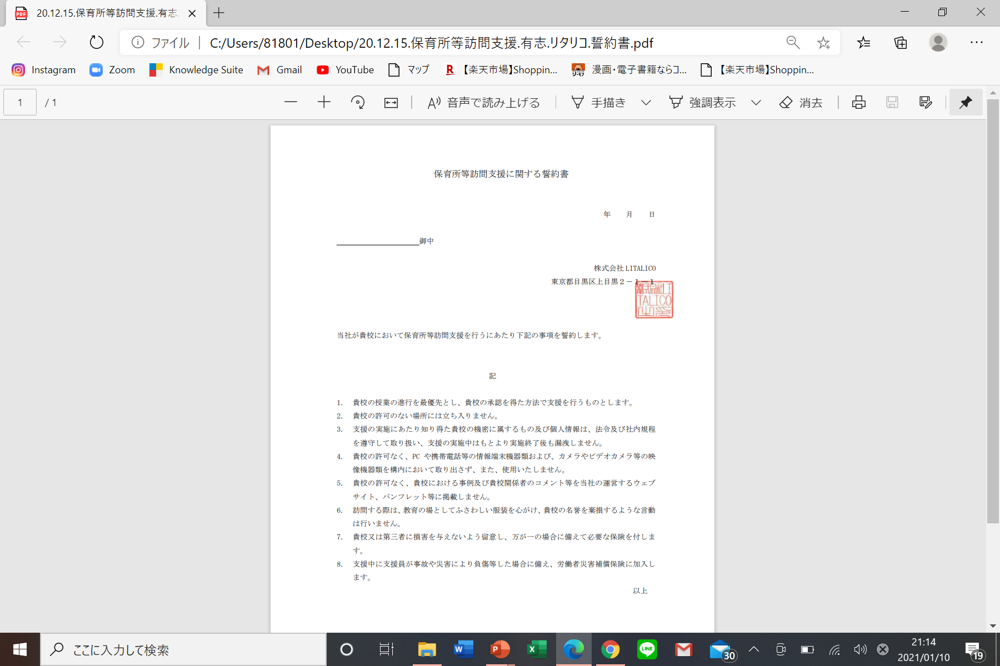 20.12.15.保育所等訪問支援.有志.
ファイル C:/Users/81801/Desktop/20.12.15.保育所等訪問支援.有志.リタリコ.誓約書.pdf
Instagram Zoom Knowledge Suite Gmail YouTube マップ 【楽天市場】Shoppin... 漫画・電子書籍ならコ... 【楽天市場】Shoppin...
1 / 1 音声で読み上げる 手描き 強調表示 消去
保育所等訪問支援に関する誓約書
年 月 日
御中
株式会社 LITALICO
東京都目黒区上目黒２－１－１
株式会社LI
TALICO
之印
当社が貴校において保育所等訪問支援を行うにあたり下記の事項を誓約します。
記
1. 貴校の授業の進行を最優先とし、貴校の承認を得た方法で支援を行うものとします。
2. 貴校の許可のない場所には立ち入りません。
3. 支援の実施にあたり知り得た貴校の機密に属するもの及び個人情報は、法令及び社内規程
を遵守して取り扱い、支援の実施中はもとより実施終了後も漏洩しません。
4. 貴校の許可なく、PC や携帯電話等の情報端末機器類および、カメラやビデオカメラ等の映
像機器類を構内において取り出さず、また、使用いたしません。
5. 貴校の許可なく、貴校における事例及び貴校関係者のコメント等を当社の運営するウェブ
サイト、パンフレット等に掲載しません。
6. 訪問する際は、教育の場としてふさわしい服装を心がけ、貴校の名誉を棄損するような言動
は行いません。
7. 貴校又は第三者に損害を与えないよう留意し、万が一の場合に備えて必要な保険を付しま
す。
8. 支援中に支援員が事故や災害により負傷等した場合に備え、労働者災害補償保険に加入し
ます。
以上
ここに入力して検索
30
21:14
2021/01/10
19